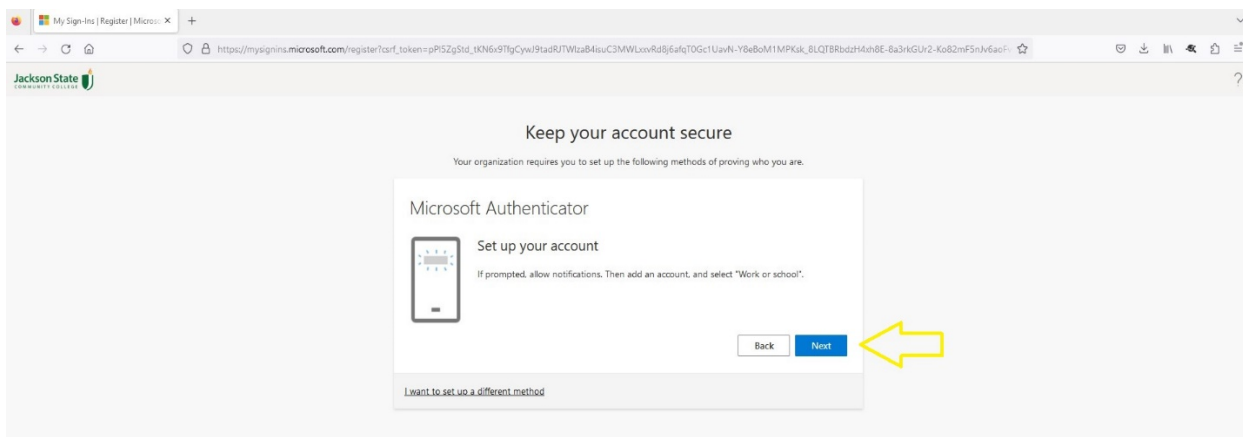 My Sign-Ins | Register | Microso
Jackson State
COMMUNITY COLLEGE
Keep your account secure
Your organization requires you to set up the following methods of proving who you are.
Microsoft Authenticator
Set up your account
If prompted, allow notifications. Then add an account, and select "Work or school".
Back Next
I want to set up a different method